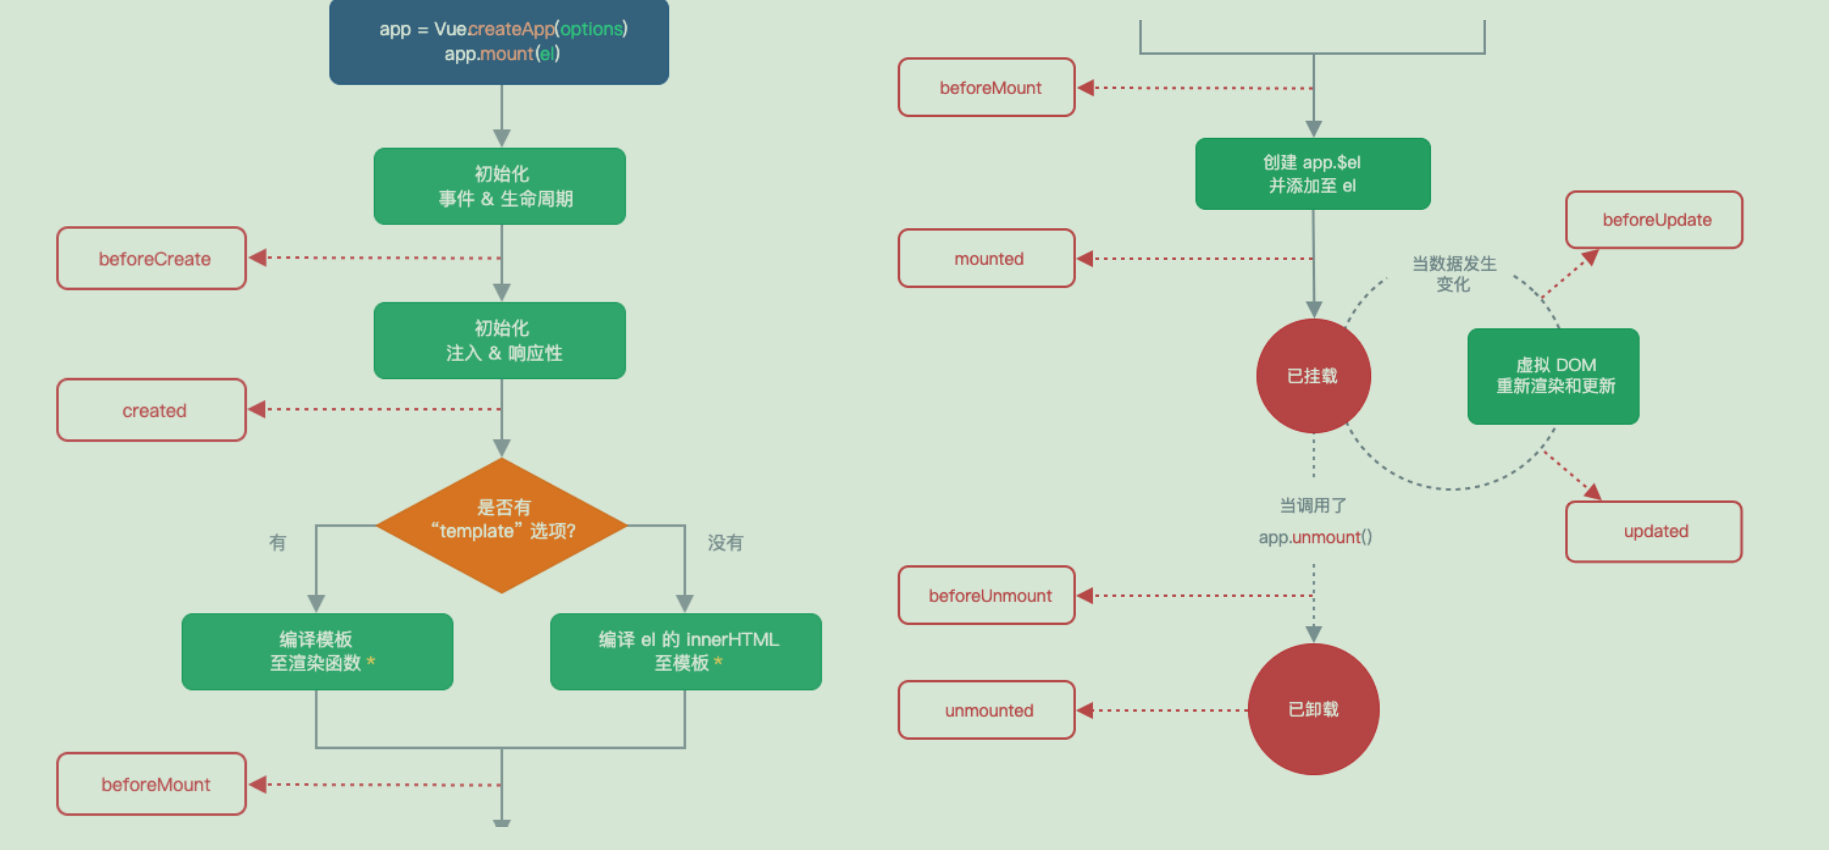 app = Vue.createApp(options)
app.mount(el)
初始化
事件 & 生命周期
beforeCreate
初始化
注入 & 响应性
created
是否有
“template” 选项?
有
没有
编译模板
至渲染函数 *
编译 el 的 innerHTML
至模板 *
beforeMount
beforeMount
创建 app.$el
并添加至 el
mounted
beforeUpdate
当数据发生
变化
已挂载
虚拟 DOM
重新渲染和更新
updated
当调用了
app.unmount()
beforeUnmount
unmounted
已卸载